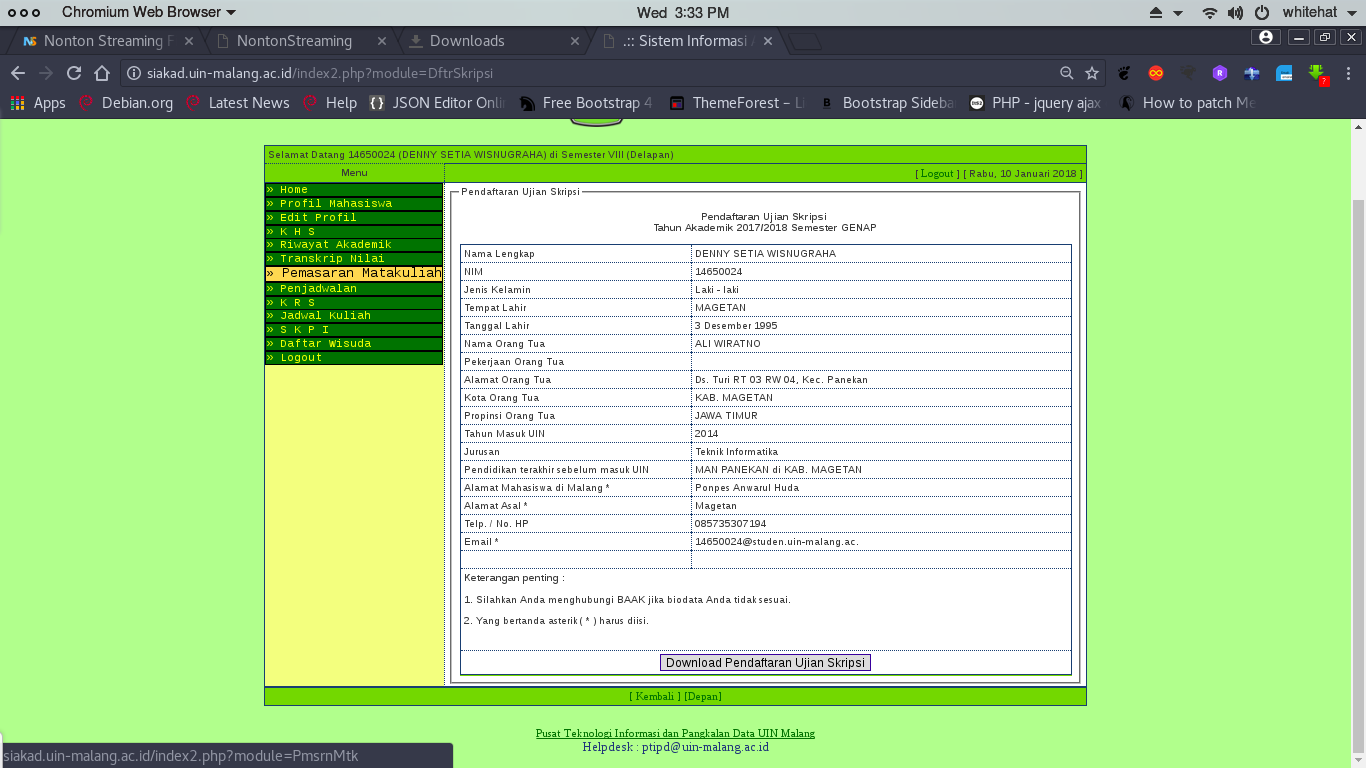 Chromium Web Browser
Wed 3:33 PM
whitehat
Nonton Streaming F
NontonStreaming
Downloads
.:: Sistem Informasi
siakad.uin-malang.ac.id/index2.php?module=DftrSkripsi
Apps
Debian.org
Latest News
Help
JSON Editor Onli
Free Bootstrap 4
ThemeForest – Li
Bootstrap Sideba
PHP - jquery ajax
How to patch Me
Selamat Datang 14650024 (DENNY SETIA WISNUGRAHA) di Semester VIII (Delapan)
Menu
[ Logout ] [ Rabu, 10 Januari 2018 ]
» Home
» Profil Mahasiswa
» Edit Profil
» K H S
» Riwayat Akademik
» Transkrip Nilai
» Pemasaran Matakuliah
» Penjadwalan
» K R S
» Jadwal Kuliah
» S K P I
» Daftar Wisuda
» Logout
Pendaftaran Ujian Skripsi
Pendaftaran Ujian Skripsi
Tahun Akademik 2017/2018 Semester GENAP
Nama Lengkap DENNY SETIA WISNUGRAHA
NIM 14650024
Jenis Kelamin Laki - laki
Tempat Lahir MAGETAN
Tanggal Lahir 3 Desember 1995
Nama Orang Tua ALI WIRATNO
Pekerjaan Orang Tua
Alamat Orang Tua Ds. Turi RT 03 RW 04, Kec. Panekan
Kota Orang Tua KAB. MAGETAN
Propinsi Orang Tua JAWA TIMUR
Tahun Masuk UIN 2014
Jurusan Teknik Informatika
Pendidikan terakhir sebelum masuk UIN MAN PANEKAN di KAB. MAGETAN
Alamat Mahasiswa di Malang * Ponpes Anwarul Huda
Alamat Asal * Magetan
Telp. / No. HP 085735307194
Email * 14650024@studen.uin-malang.ac.
Keterangan penting :
1. Silahkan Anda menghubungi BAAK jika biodata Anda tidak sesuai.
2. Yang bertanda asterik ( * ) harus diisi.
Download Pendaftaran Ujian Skripsi
[ Kembali ] [Depan]
Pusat Teknologi Informasi dan Pangkalan Data UIN Malang
Helpdesk : ptipd@uin-malang.ac.id
siakad.uin-malang.ac.id/index2.php?module=PmsrnMtk